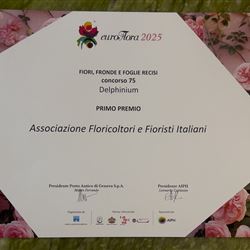 euroflora 2025
FIORI, FRONDE E FOGLIE RECISI
concorso 75
Delphinium
PRIMO PREMIO
Associazione Floricoltori e Fioristi Italiani
Presidente Porto Antico di Genova S.p.A.
Presidente AIPH